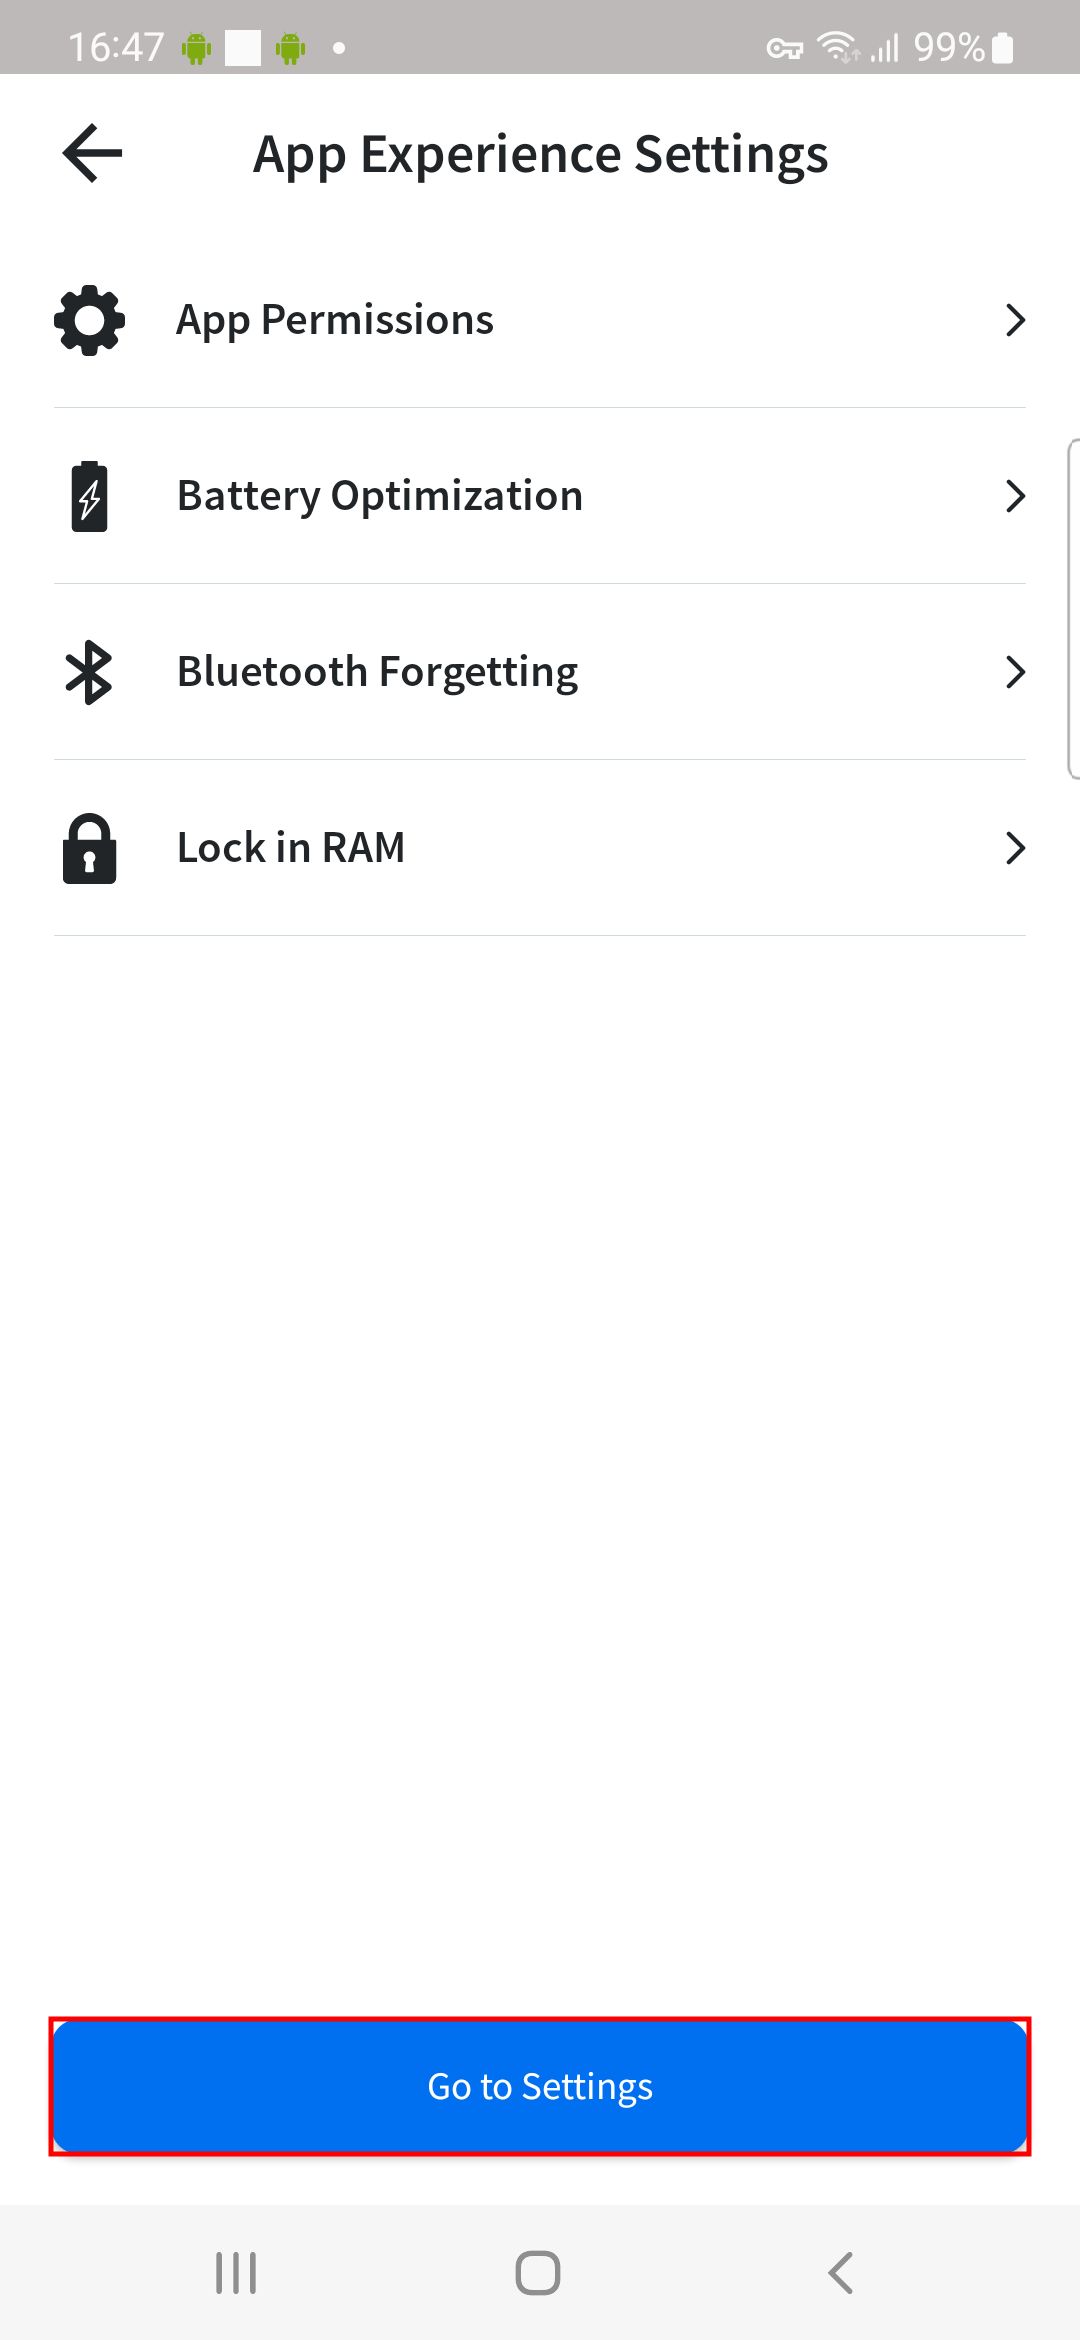 16:47 99%
App Experience Settings
App Permissions
Battery Optimization
Bluetooth Forgetting
Lock in RAM
Go to Settings